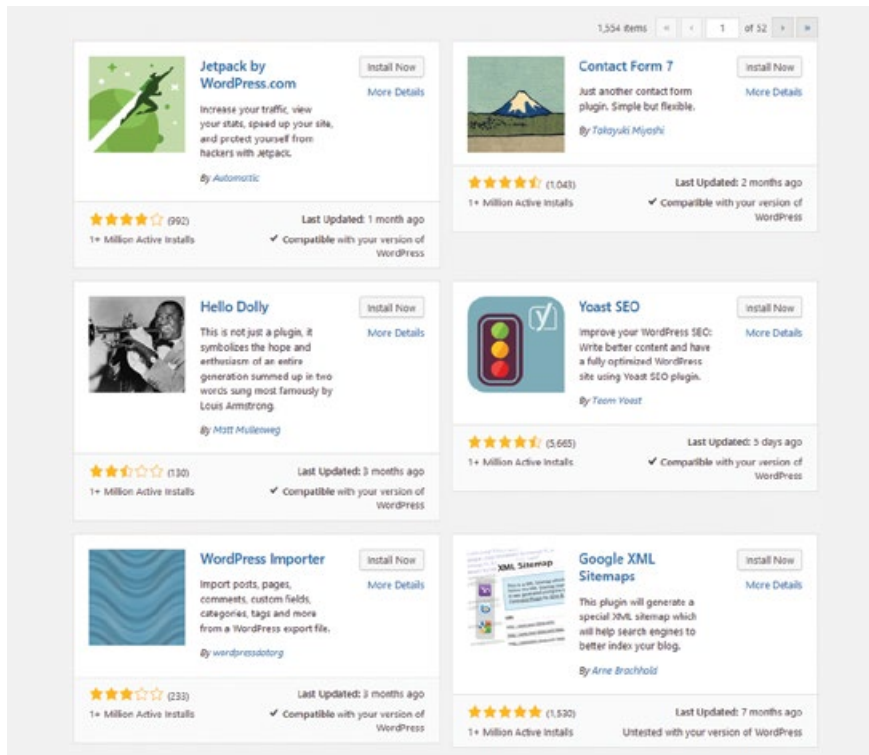 1,554 items « ‹ 1 of 52 › »
Jetpack by
WordPress.com
Install Now
More Details
Increase your traffic, view
your stats, speed up your site,
and protect yourself from
hackers with Jetpack.
By Automattic
(992)
1+ Million Active Installs
Last Updated: 1 month ago
✔ Compatible with your version of
WordPress
Contact Form 7
Install Now
More Details
Just another contact form
plugin. Simple but flexible.
By Takayuki Miyoshi
(1,043)
1+ Million Active Installs
Last Updated: 2 months ago
✔ Compatible with your version of
WordPress
Hello Dolly
Install Now
More Details
This is not just a plugin, it
symbolizes the hope and
enthusiasm of an entire
generation summed up in two
words sung most famously by
Louis Armstrong.
By Matt Mullenweg
(130)
1+ Million Active Installs
Last Updated: 3 months ago
✔ Compatible with your version of
WordPress
Yoast SEO
Install Now
More Details
Improve your WordPress SEO:
Write better content and have
a fully optimized WordPress
site using Yoast SEO plugin.
By Team Yoast
(5,665)
1+ Million Active Installs
Last Updated: 5 days ago
✔ Compatible with your version of
WordPress
WordPress Importer
Install Now
More Details
Import posts, pages,
comments, custom fields,
categories, tags and more
from a WordPress export file.
By wordpressdotorg
(233)
1+ Million Active Installs
Last Updated: 3 months ago
✔ Compatible with your version of
WordPress
XML Sitemap
Google XML
Sitemaps
Install Now
More Details
This plugin will generate a
special XML sitemap which
will help search engines to
better index your blog.
By Arne Brachhold
(1,530)
1+ Million Active Installs
Last Updated: 7 months ago
Untested with your version of WordPress